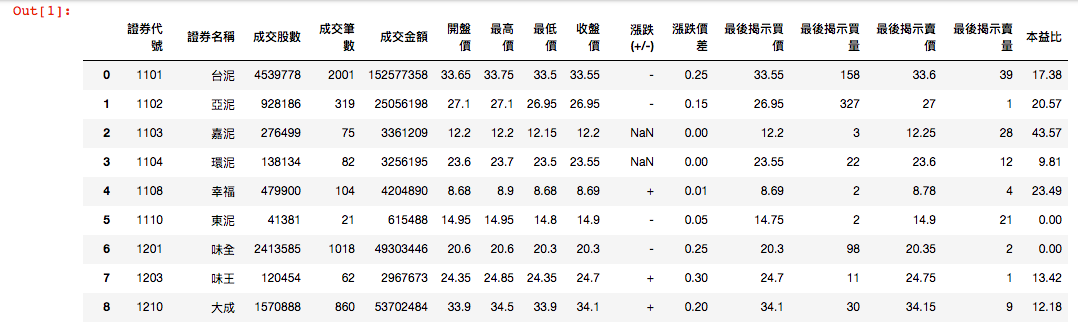 Out[1]:
證券代號 證券名稱 成交股數 成交筆數 成交金額 開盤價 最高價 最低價 收盤價 漲跌(+/-) 漲跌價差 最後揭示買價 最後揭示買量 最後揭示賣價 最後揭示賣量 本益比
0 1101 台泥 4539778 2001 152577358 33.65 33.75 33.5 33.55 - 0.25 33.55 158 33.6 39 17.38
1 1102 亞泥 928186 319 25056198 27.1 27.1 26.95 26.95 - 0.15 26.95 327 27 1 20.57
2 1103 嘉泥 276499 75 3361209 12.2 12.2 12.15 12.2 NaN 0.00 12.2 3 12.25 28 43.57
3 1104 環泥 138134 82 3256195 23.6 23.7 23.5 23.55 NaN 0.00 23.55 22 23.6 12 9.81
4 1108 幸福 479900 104 4204890 8.68 8.9 8.68 8.69 + 0.01 8.69 2 8.78 4 23.49
5 1110 東泥 41381 21 615488 14.95 14.95 14.8 14.9 - 0.05 14.75 2 14.9 21 0.00
6 1201 味全 2413585 1018 49303446 20.6 20.6 20.3 20.3 - 0.25 20.3 98 20.35 2 0.00
7 1203 味王 120454 62 2967673 24.35 24.85 24.35 24.7 + 0.30 24.7 11 24.75 1 13.42
8 1210 大成 1570888 860 53702484 33.9 34.5 33.9 34.1 + 0.20 34.1 30 34.15 9 12.18